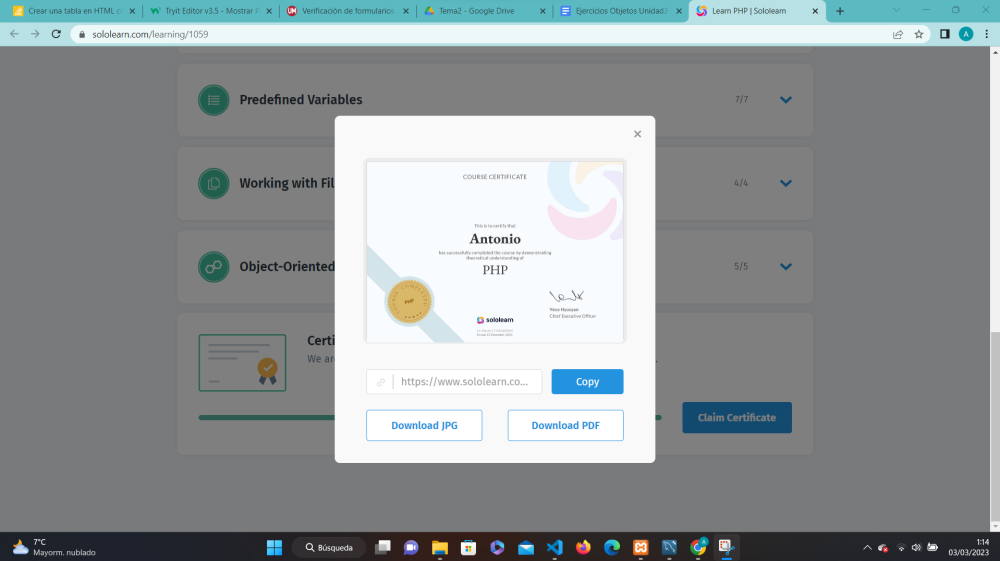 Crear una tabla en HTML c
Tryit Editor v3.5 - Mostrar
Verificación de formularios
Tema2 - Google Drive
Ejercicios Objetos Unidad
Learn PHP | Sololearn
sololearn.com/learning/1059
A
Predefined Variables
7/7
Working with Fil
4/4
Object-Oriented
5/5
COURSE CERTIFICATE
This is to certify that
Antonio
has successfully completed the course by demonstrating
theoretical understanding of
PHP
PHP
Yeva Hyusyan
Chief Executive Officer
sololearn
Certi
We are
https://www.sololearn.co...
Copy
Download JPG
Download PDF
Claim Certificate
7°C
Mayorm. nublado
Búsqueda
1:14
03/03/2023